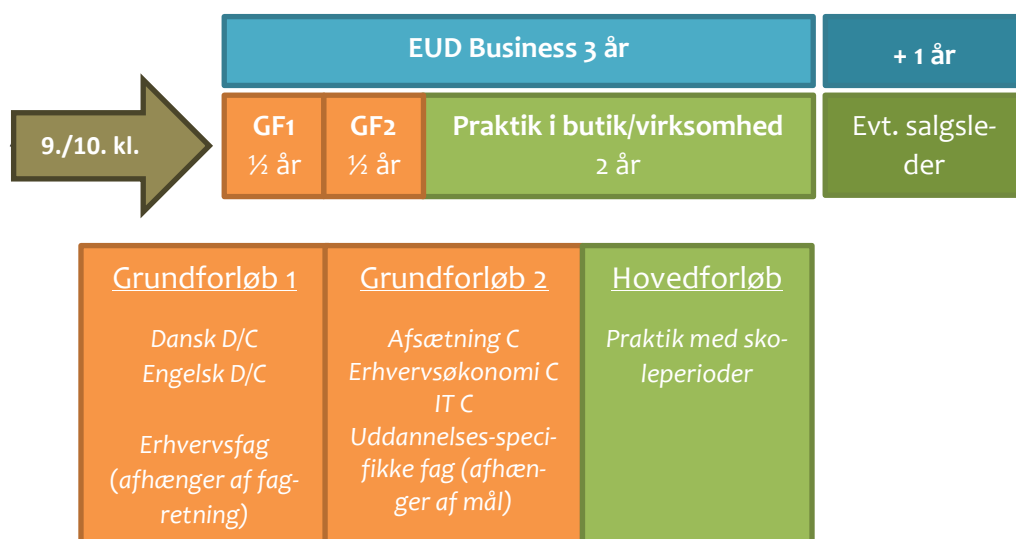 EUD Business 3 år
+ 1 år
9./10. kl.
GF1
½ år
GF2
½ år
Praktik i butik/virksomhed
2 år
Evt. salgsle-
der
Grundforløb 1
Dansk D/C
Engelsk D/C
Erhvervsfag
(afhænger af fag-
retning)
Grundforløb 2
Afsætning C
Erhvervsøkonomi C
IT C
Uddannelses-speci-
fikke fag (afhæn-
ger af mål)
Hovedforløb
Praktik med sko-
leperioder